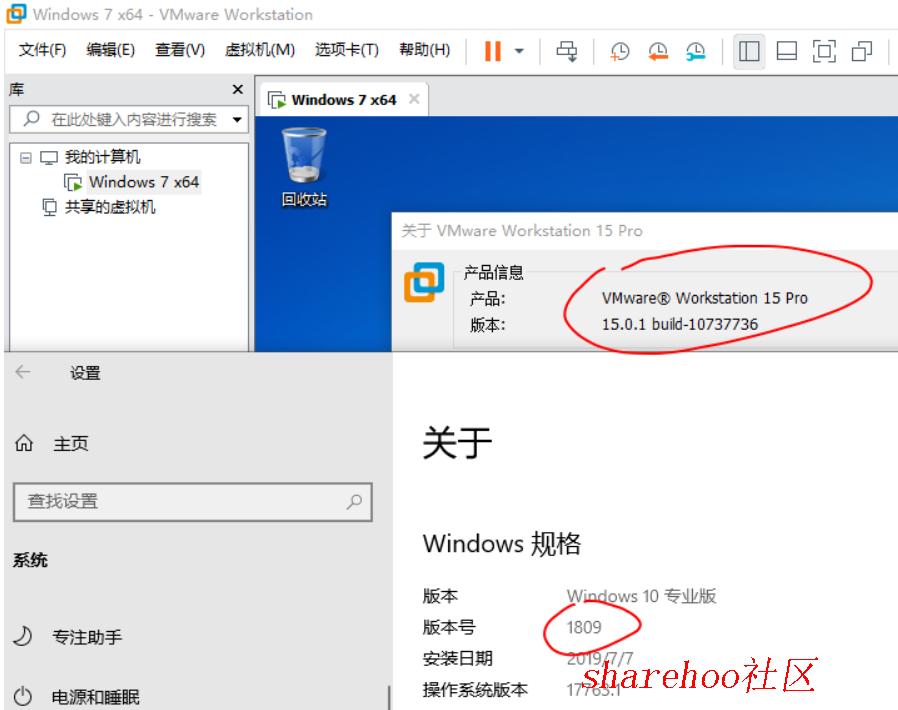 Windows 7 x64 - VMware Workstation
文件(F) 编辑(E) 查看(V) 虚拟机(M) 选项卡(T) 帮助(H)
库
Windows 7 x64
在此处键入内容进行搜索
我的计算机
Windows 7 x64
共享的虚拟机
回收站
关于 VMware Workstation 15 Pro
产品信息
产品: VMware® Workstation 15 Pro
版本: 15.0.1 build-10737736
设置
主页
查找设置
系统
专注助手
电源和睡眠
关于
Windows 规格
版本 Windows 10 专业版
版本号 1809
安装日期 2019/7/7
操作系统版本 17763.1
sharehoo社区